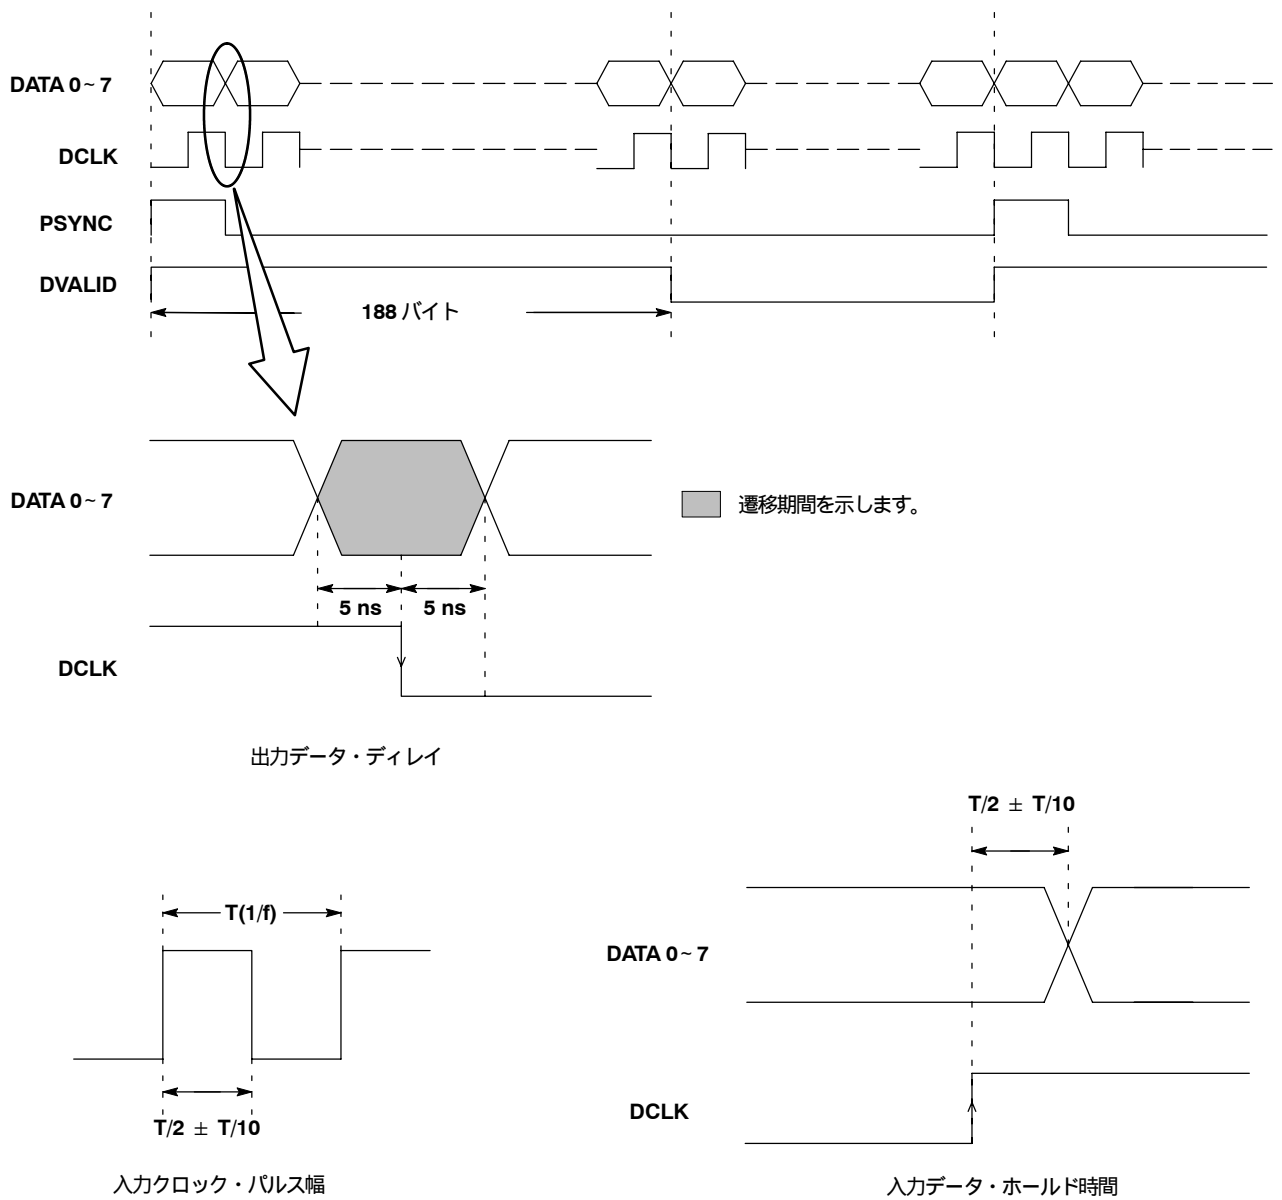 DATA 0~7
DCLK
PSYNC
DVALID
188 バイト
DATA 0~7
遷移期間を示します。
5 ns 5 ns
DCLK
出力データ・ディレイ
T/2 ± T/10
T(1/f)
DATA 0~7
DCLK
T/2 ± T/10
入力クロック・パルス幅
入力データ・ホールド時間